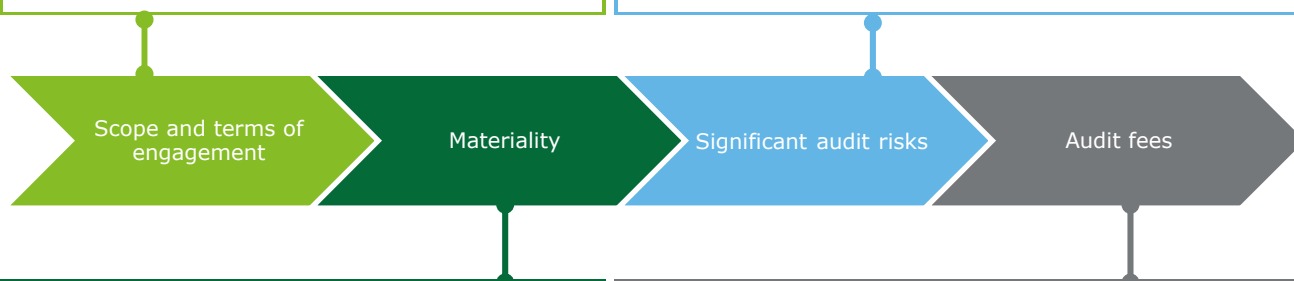 Scope and terms of
engagement
Materiality
Significant audit risks
Audit fees